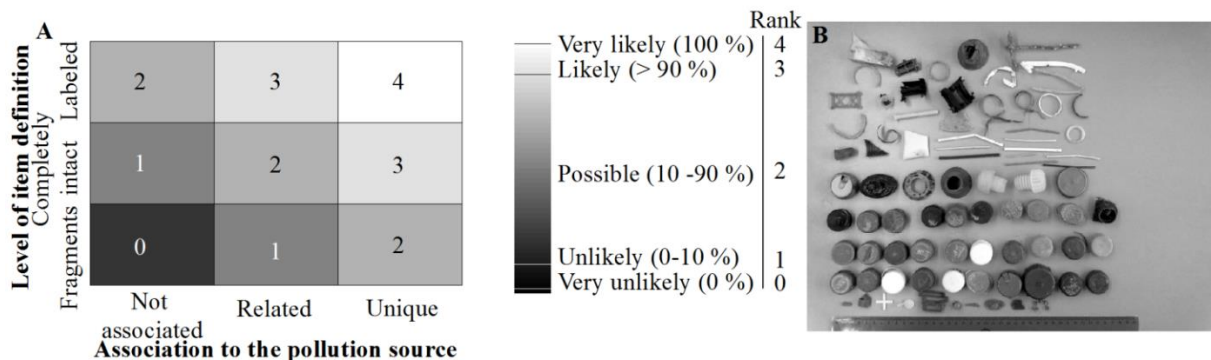 A
Level of item definition
Labeled
Completely
intact
Fragments
2 3 4
1 2 3
0 1 2
Not
associated
Related
Unique
Association to the pollution source
Rank
Very likely (100 %) 4
Likely (> 90 %) 3
Possible (10 -90 %) 2
Unlikely (0-10 %) 1
Very unlikely (0 %) 0
B